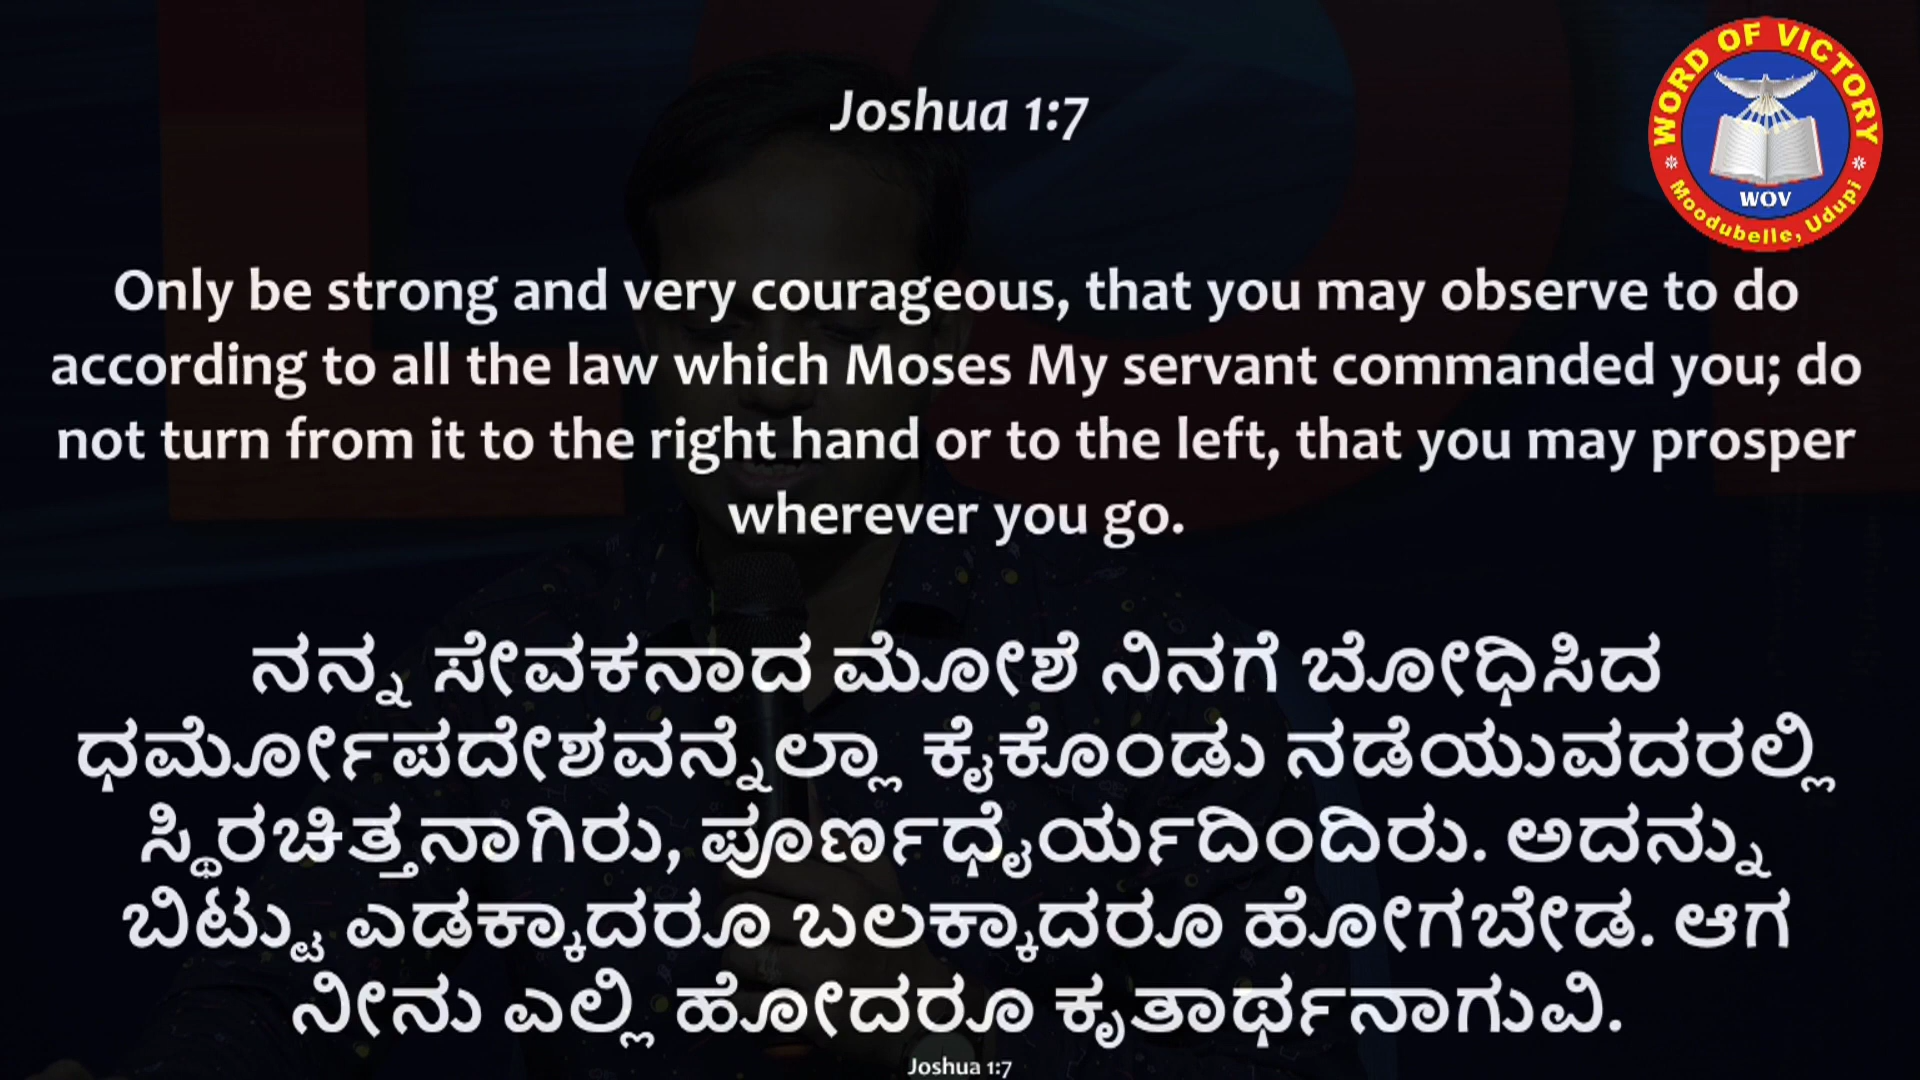 Joshua 1:7
WORD OF VICTORY
WOV
Moodubelle, Udupi
Only be strong and very courageous, that you may observe to do
according to all the law which Moses My servant commanded you; do
not turn from it to the right hand or to the left, that you may prosper
wherever you go.
ನನ್ನ ಸೇವಕನಾದ ಮೋಶೆ ನಿನಗೆ ಬೋಧಿಸಿದ
ಧರ್ಮೋಪದೇಶವನ್ನೆಲ್ಲಾ ಕೈಕೊಂಡು ನಡೆಯುವದರಲ್ಲಿ
ಸ್ಥಿರಚಿತ್ತನಾಗಿರು, ಪೂರ್ಣಧೈರ್ಯದಿಂದಿರು. ಅದನ್ನು
ಬಿಟ್ಟು ಎಡಕ್ಕಾದರೂ ಬಲಕ್ಕಾದರೂ ಹೋಗಬೇಡ. ಆಗ
ನೀನು ಎಲ್ಲಿ ಹೋದರೂ ಕೃತಾರ್ಥನಾಗುವಿ.
Joshua 1:7